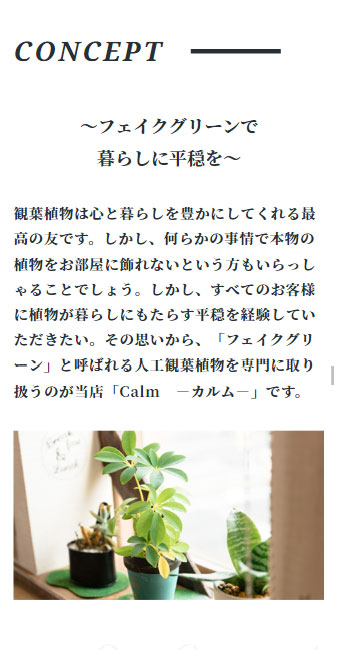 CONCEPT
～フェイクグリーンで
暮らしに平穏を～
観葉植物は心と暮らしを豊かにしてくれる最
高の友です。しかし、何らかの事情で本物の
植物をお部屋に飾れないという方もいらっし
ゃることでしょう。しかし、すべてのお客様
に植物が暮らしにもたらす平穏を経験してい
ただきたい。その思いから、「フェイクグリ
ーン」と呼ばれる人工観葉植物を専門に取り
扱うのが当店「Calm　―カルム―」です。